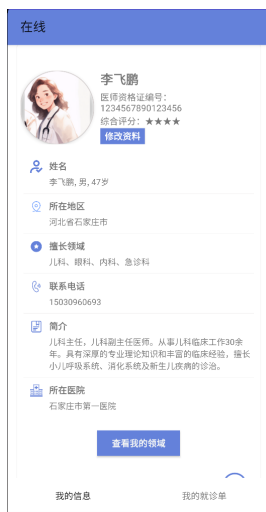 在线
李飞鹏
医师资格证编号：
1234567890123456
综合评分：★★★★
修改资料
姓名
李飞鹏, 男, 47岁
所在地区
河北省石家庄市
擅长领域
儿科、眼科、内科、急诊科
联系电话
15030960693
简介
儿科主任，儿科副主任医师。从事儿科临床工作30余
年。具有深厚的专业理论知识和丰富的临床经验，擅长
小儿呼吸系统、消化系统及新生儿疾病的诊治。
所在医院
石家庄市第一医院
查看我的领域
我的信息
我的就诊单